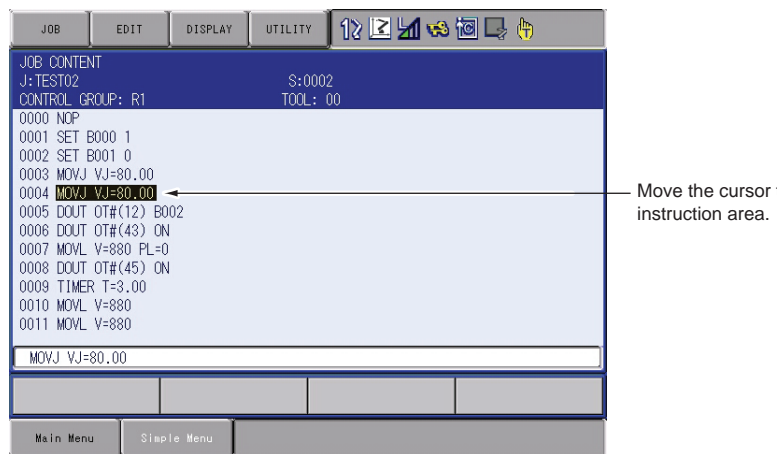 JOB EDIT DISPLAY UTILITY
JOB CONTENT
J:TEST02 S:0002
CONTROL GROUP: R1 TOOL: 00
0000 NOP
0001 SET B000 1
0002 SET B001 0
0003 MOVJ VJ=80.00
0004 MOVJ VJ=80.00
0005 DOUT OT#(12) B002
0006 DOUT OT#(43) ON
0007 MOVL V=880 PL=0
0008 DOUT OT#(45) ON
0009 TIMER T=3.00
0010 MOVL V=880
0011 MOVL V=880
MOVJ VJ=80.00
Main Menu Simple Menu
Move the cursor
instruction area.